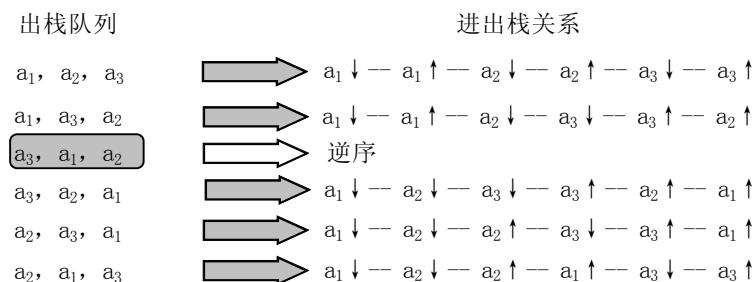 出栈队列 进出栈关系
a₁, a₂, a₃ a₁↓ -- a₁↑ -- a₂↓ -- a₂↑ -- a₃↓ -- a₃↑
a₁, a₃, a₂ a₁↓ -- a₁↑ -- a₂↓ -- a₃↓ -- a₃↑ -- a₂↑
a₃, a₁, a₂ 逆序
a₃, a₂, a₁ a₁↓ -- a₂↓ -- a₃↓ -- a₃↑ -- a₂↑ -- a₁↑
a₂, a₃, a₁ a₁↓ -- a₂↓ -- a₂↑ -- a₃↓ -- a₃↑ -- a₁↑
a₂, a₁, a₃ a₁↓ -- a₂↓ -- a₂↑ -- a₁↑ -- a₃↓ -- a₃↑